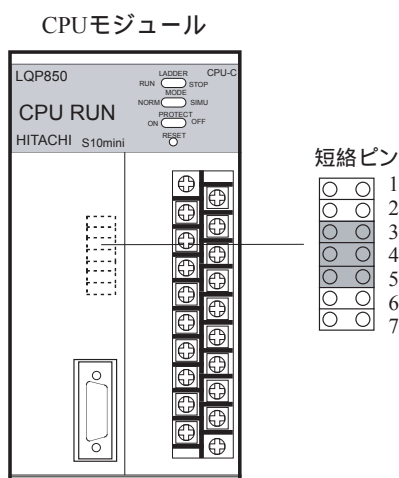 CPUモジュール
LQP850
LADDER
CPU-C
RUN
STOP
MODE
NORM
SIMU
CPU RUN
PROTECT
ON
OFF
HITACHI
S10mini
RESET
短絡ピン
1
2
3
4
5
6
7